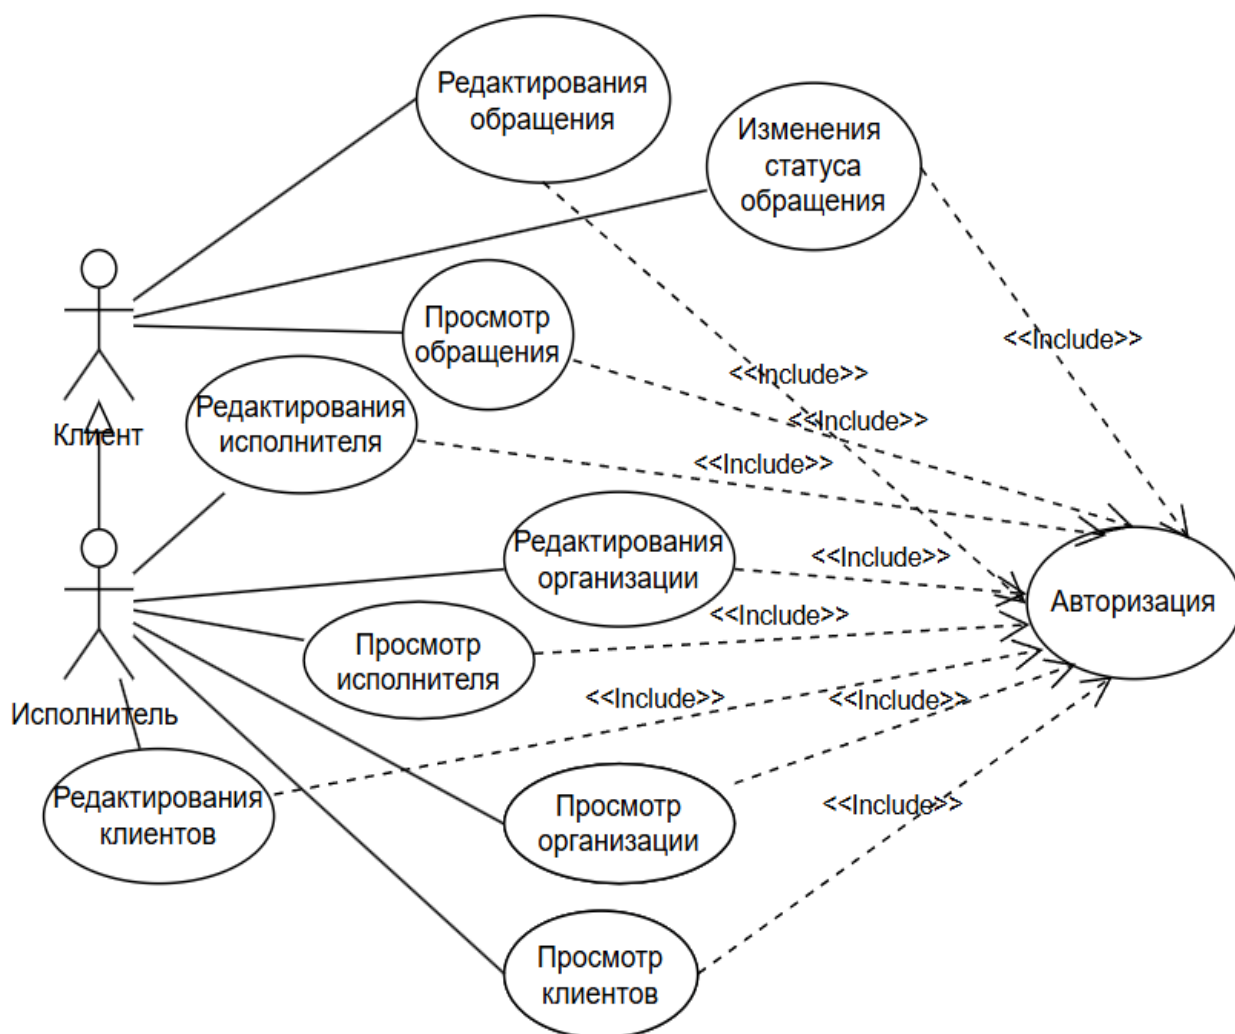 Редактирования
обращения
Изменения
статуса
обращения
Просмотр
обращения
<<Include>>
<<Include>>
<<Include>>
Редактирования
исполнителя
Клиент
<<Include>>
Редактирования
организации
<<Include>>
Авторизация
<<Include>>
Просмотр
исполнителя
<<Include>>
<<Include>>
Исполнитель
Редактирования
клиентов
Просмотр
организации
<<Include>>
Просмотр
клиентов